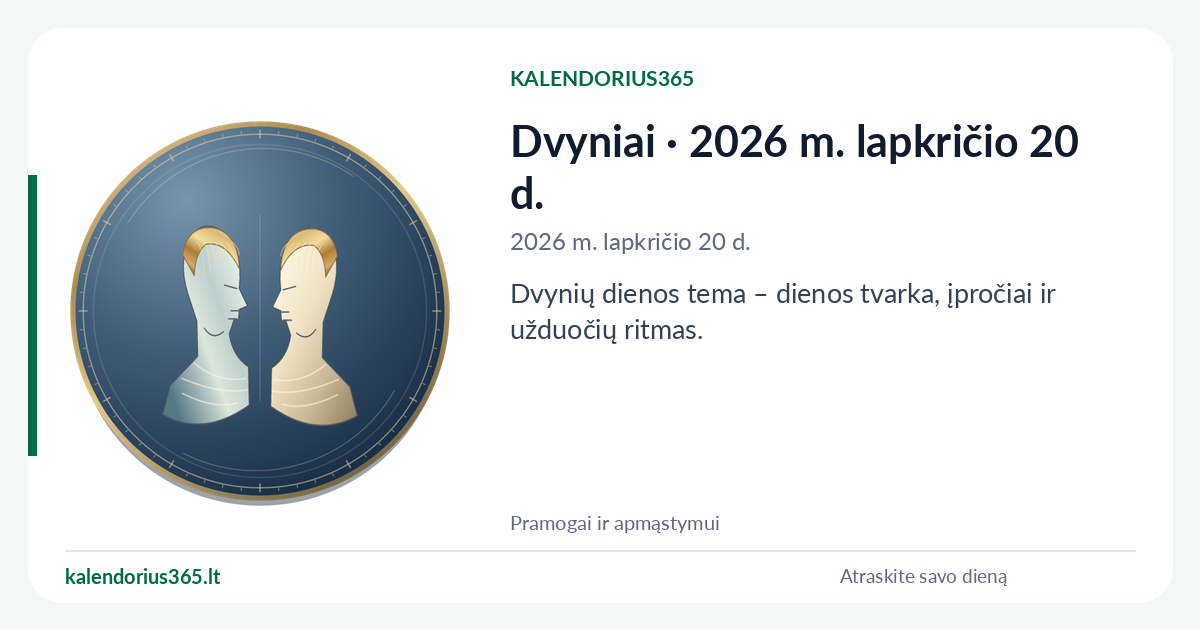 KALENDORIUS365
Dvyniai · 2026 m. lapkričio 20
d.
2026 m. lapkričio 20 d.
Dvynių dienos tema – dienos tvarka, įpročiai ir
užduočių ritmas.
Pramogai ir apmąstymui
kalendorius365.lt
Atraskite savo dieną